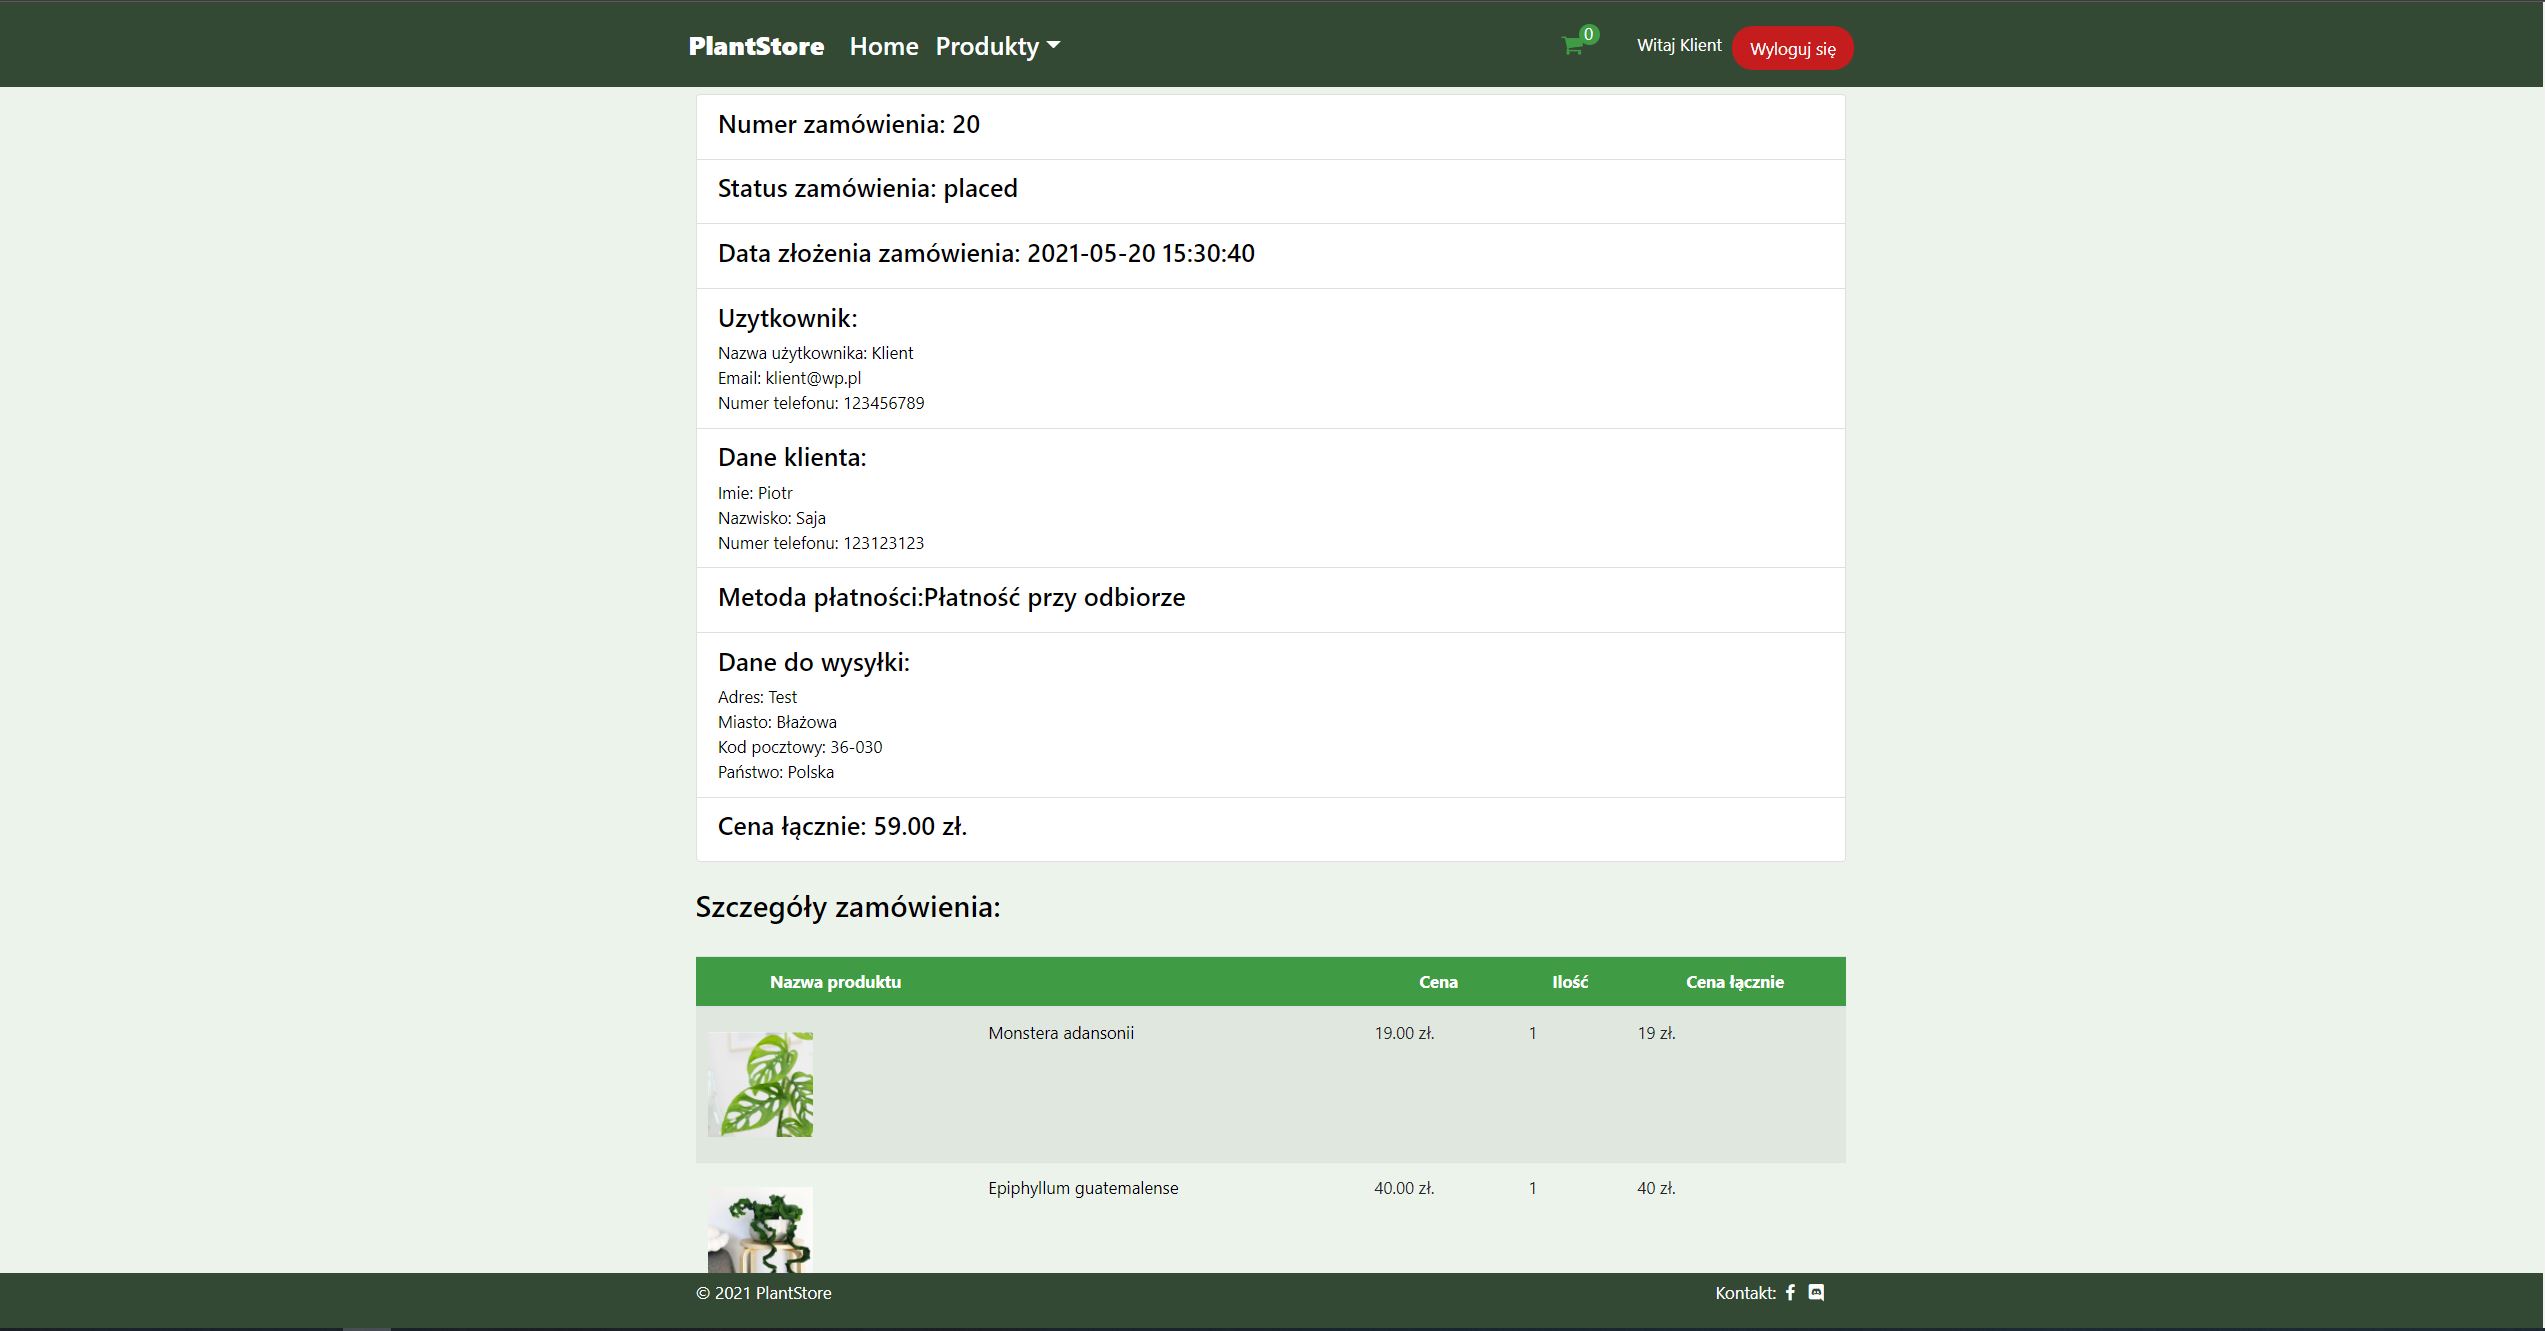 PlantStore Home Produkty 0 Witaj Klient Wyloguj się
Numer zamówienia: 20
Status zamówienia: placed
Data złożenia zamówienia: 2021-05-20 15:30:40
Uzytkownik:
Nazwa użytkownika: Klient
Email: klient@wp.pl
Numer telefonu: 123456789
Dane klienta:
Imie: Piotr
Nazwisko: Saja
Numer telefonu: 123123123
Metoda płatności:Płatność przy odbiorze
Dane do wysyłki:
Adres: Test
Miasto: Błażowa
Kod pocztowy: 36-030
Państwo: Polska
Cena łącznie: 59.00 zł.
Szczegóły zamówienia:
Nazwa produktu Cena Ilość Cena łącznie
Monstera adansonii 19.00 zł. 1 19 zł.
Epiphyllum guatemalense 40.00 zł. 1 40 zł.
© 2021 PlantStore Kontakt: